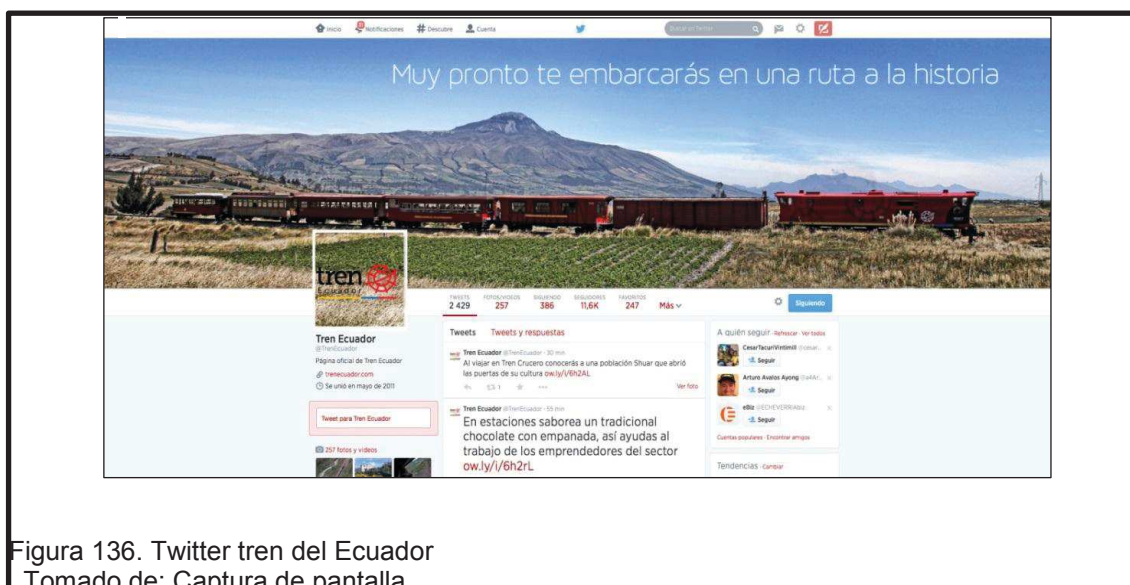 Inicio Notificaciones # Descubre Cuenta
Muy pronto te embarcarás en una ruta a la historia
tren
Ecuador
TWEETS FOTOS/VIDEOS SIGUIENDO SEGUIDORES FAVORITOS
2 429 257 386 11,6K 247 Más
Siguiendo
Tren Ecuador
@TrenEcuador
Página oficial de Tren Ecuador
trenecuador.com
Se unió en mayo de 2011
Tweet para Tren Ecuador
257 fotos y videos
Tweets Tweets y respuestas
Tren Ecuador @TrenEcuador · 30 min
Al viajar en Tren Crucero conocerás a una población Shuar que abrió
las puertas de su cultura ow.ly/i/6h2AL
1 Ver foto
Tren Ecuador @TrenEcuador · 55 min
En estaciones saborea un tradicional
chocolate con empanada, así ayudas al
trabajo de los emprendedores del sector
ow.ly/i/6h2rL
A quién seguir · Refrescar · Ver todos
CesarTacuriVintimill
Seguir
Arturo Avalos Ayong
Seguir
eBiz @ECHEVERRIAbiz
Seguir
Cuentas populares · Encontrar amigos
Tendencias · Cambiar
Figura 136. Twitter tren del Ecuador
Tomado de: Captura de pantalla